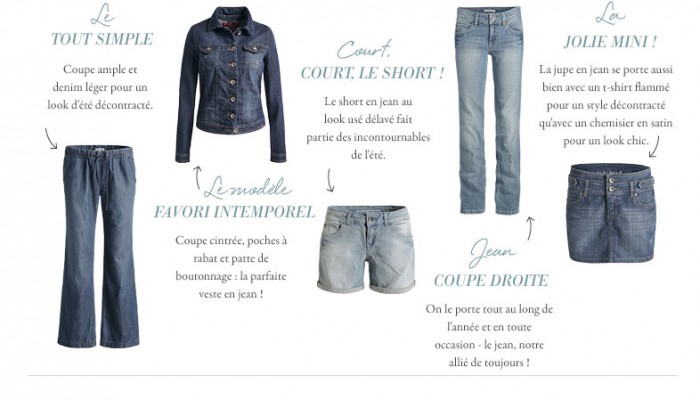 Le
TOUT SIMPLE
Coupe ample et
denim léger pour un
look d'été décontracté.
Le modèle
FAVORI INTEMPOREL
Coupe cintrée, poches à
rabat et patte de
boutonnage : la parfaite
veste en jean !
Court,
COURT, LE SHORT !
Le short en jean au
look usé délavé fait
partie des incontournables
de l'été.
Jean
COUPE DROITE
On le porte tout au long de
l'année et en toute
occasion - le jean, notre
allié de toujours !
La
JOLIE MINI !
La jupe en jean se porte aussi
bien avec un t-shirt flammé
pour un style décontracté
qu'avec un chemisier en satin
pour un look chic.